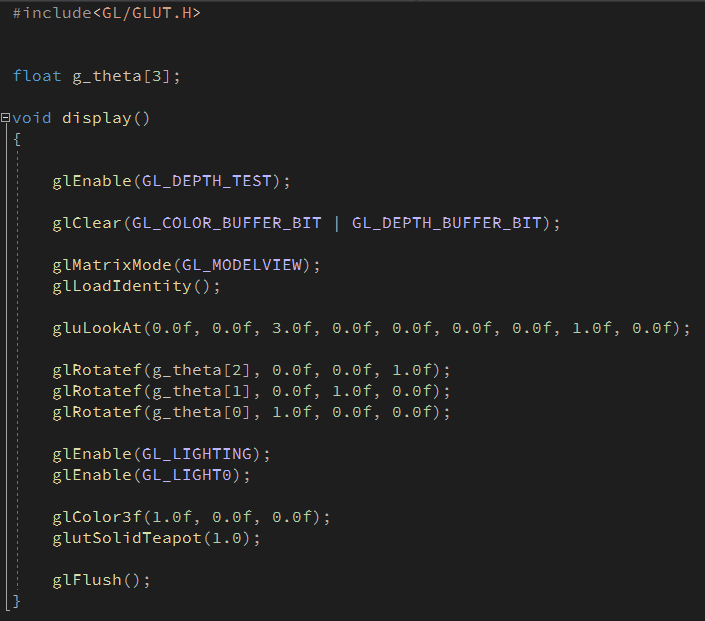 #include<GL/GLUT.H>
float g_theta[3];
void display()
{
glEnable(GL_DEPTH_TEST);
glClear(GL_COLOR_BUFFER_BIT | GL_DEPTH_BUFFER_BIT);
glMatrixMode(GL_MODELVIEW);
glLoadIdentity();
gluLookAt(0.0f, 0.0f, 3.0f, 0.0f, 0.0f, 0.0f, 0.0f, 1.0f, 0.0f);
glRotatef(g_theta[2], 0.0f, 0.0f, 1.0f);
glRotatef(g_theta[1], 0.0f, 1.0f, 0.0f);
glRotatef(g_theta[0], 1.0f, 0.0f, 0.0f);
glEnable(GL_LIGHTING);
glEnable(GL_LIGHT0);
glColor3f(1.0f, 0.0f, 0.0f);
glutSolidTeapot(1.0);
glFlush();
}